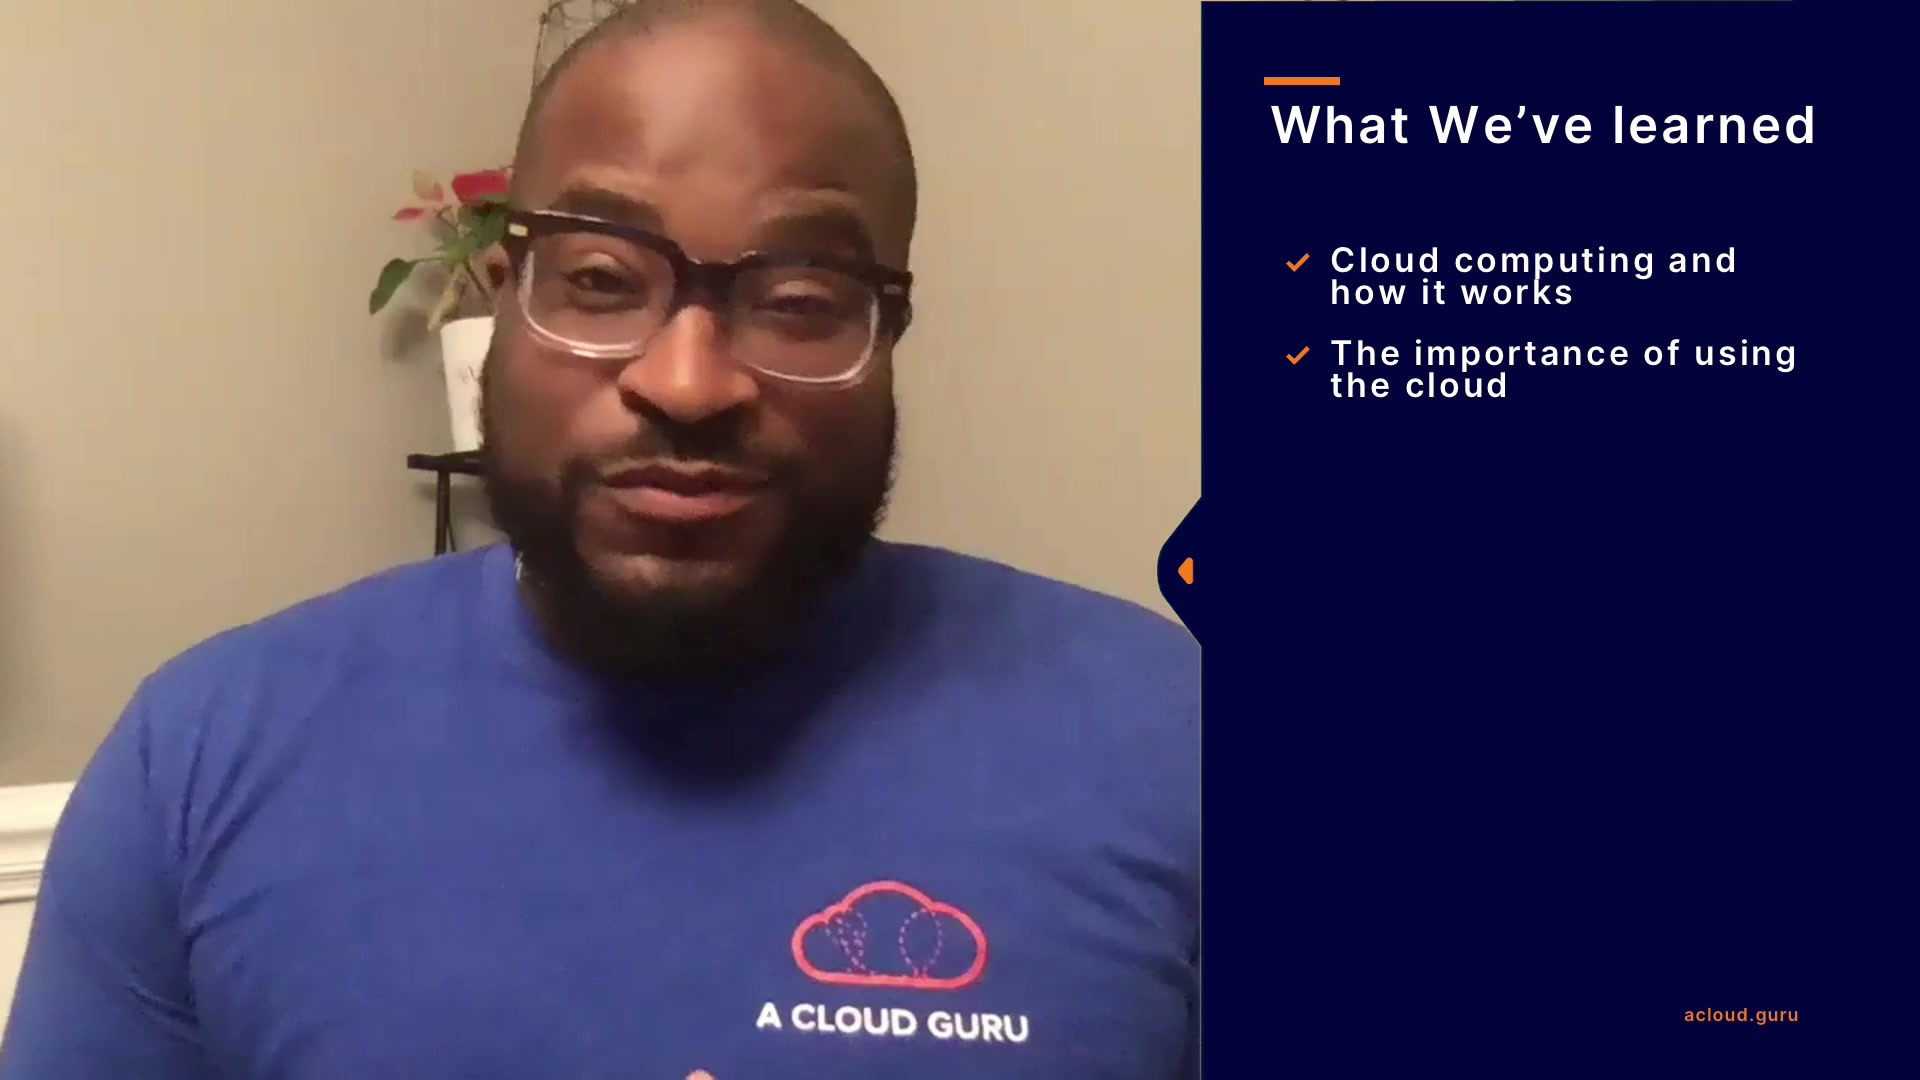 What We’ve learned
Cloud computing and
how it works
The importance of using
the cloud
A CLOUD GURU
acloud.guru